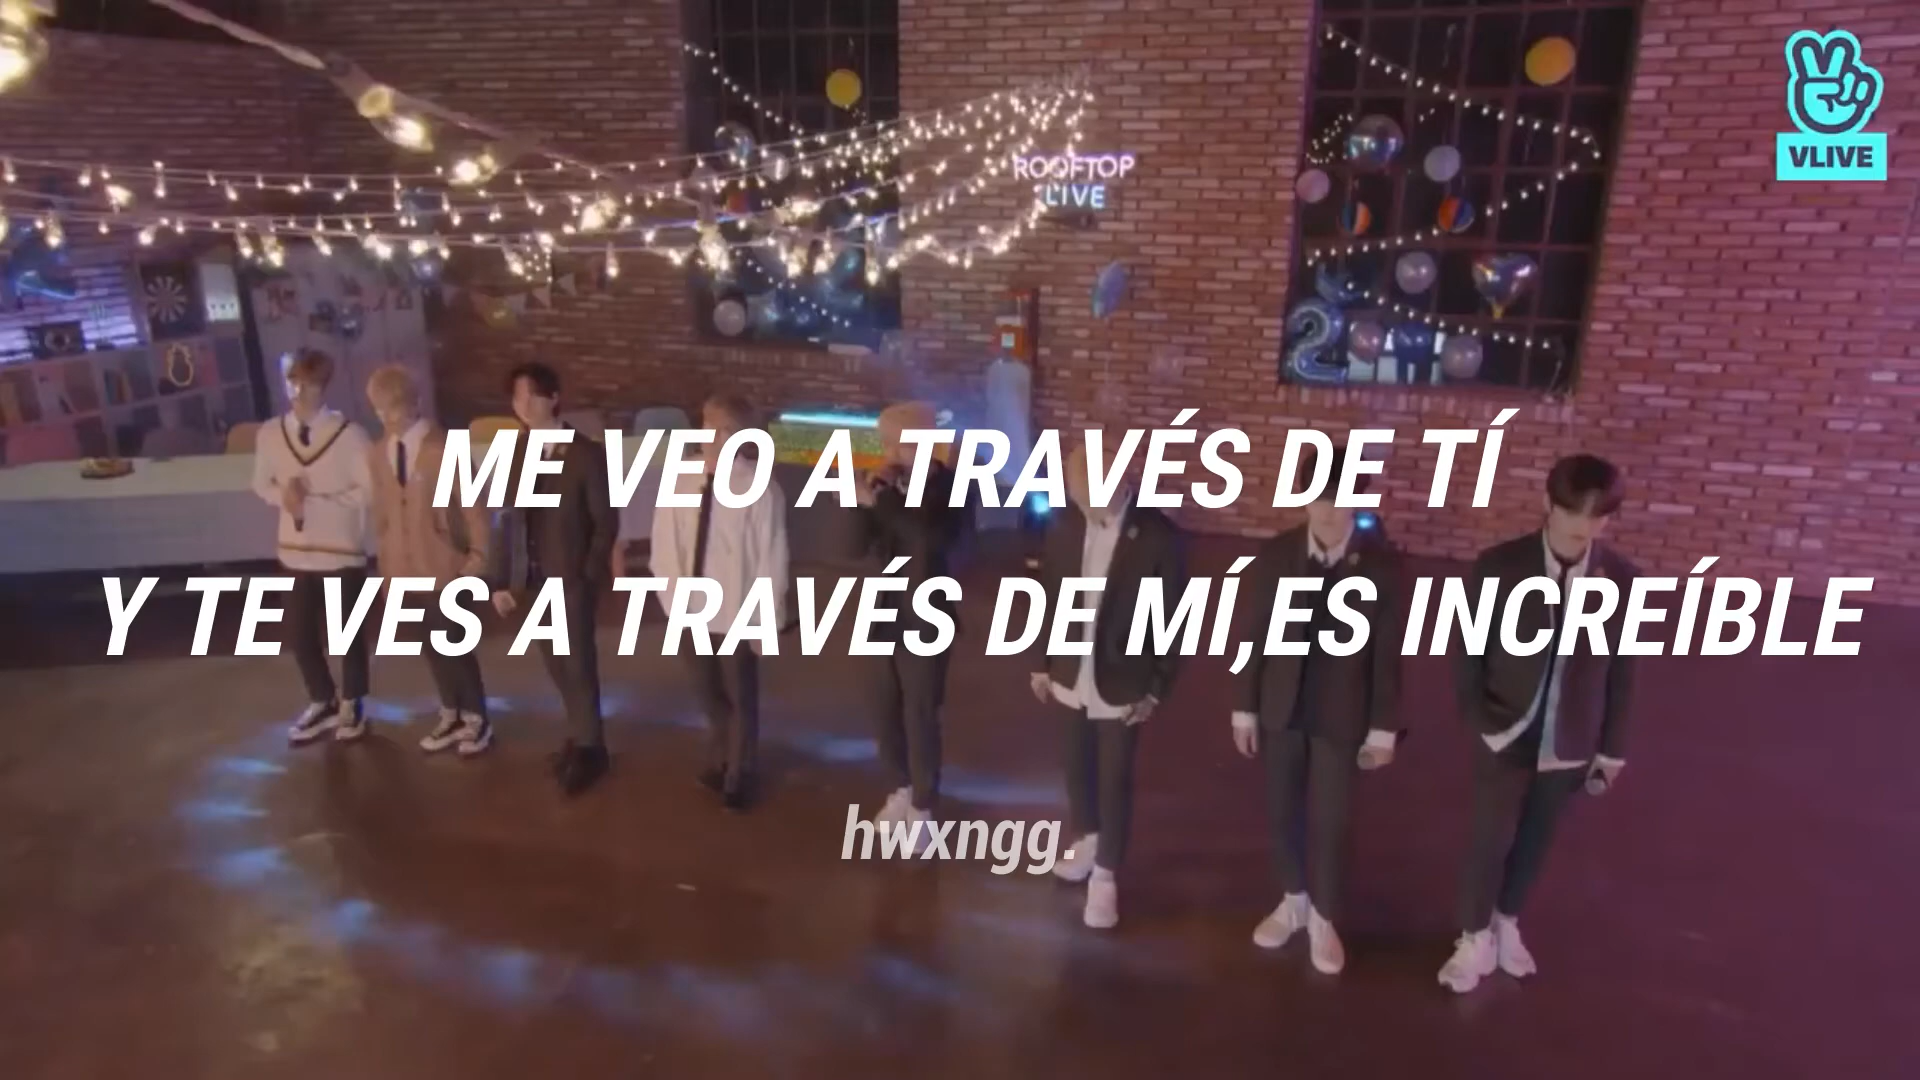 VLIVE
ROOFTOP
LIVE
ME VEO A TRAVÉS DE TÍ
Y TE VES A TRAVÉS DE MÍ,ES INCREÍBLE
hwxngg.